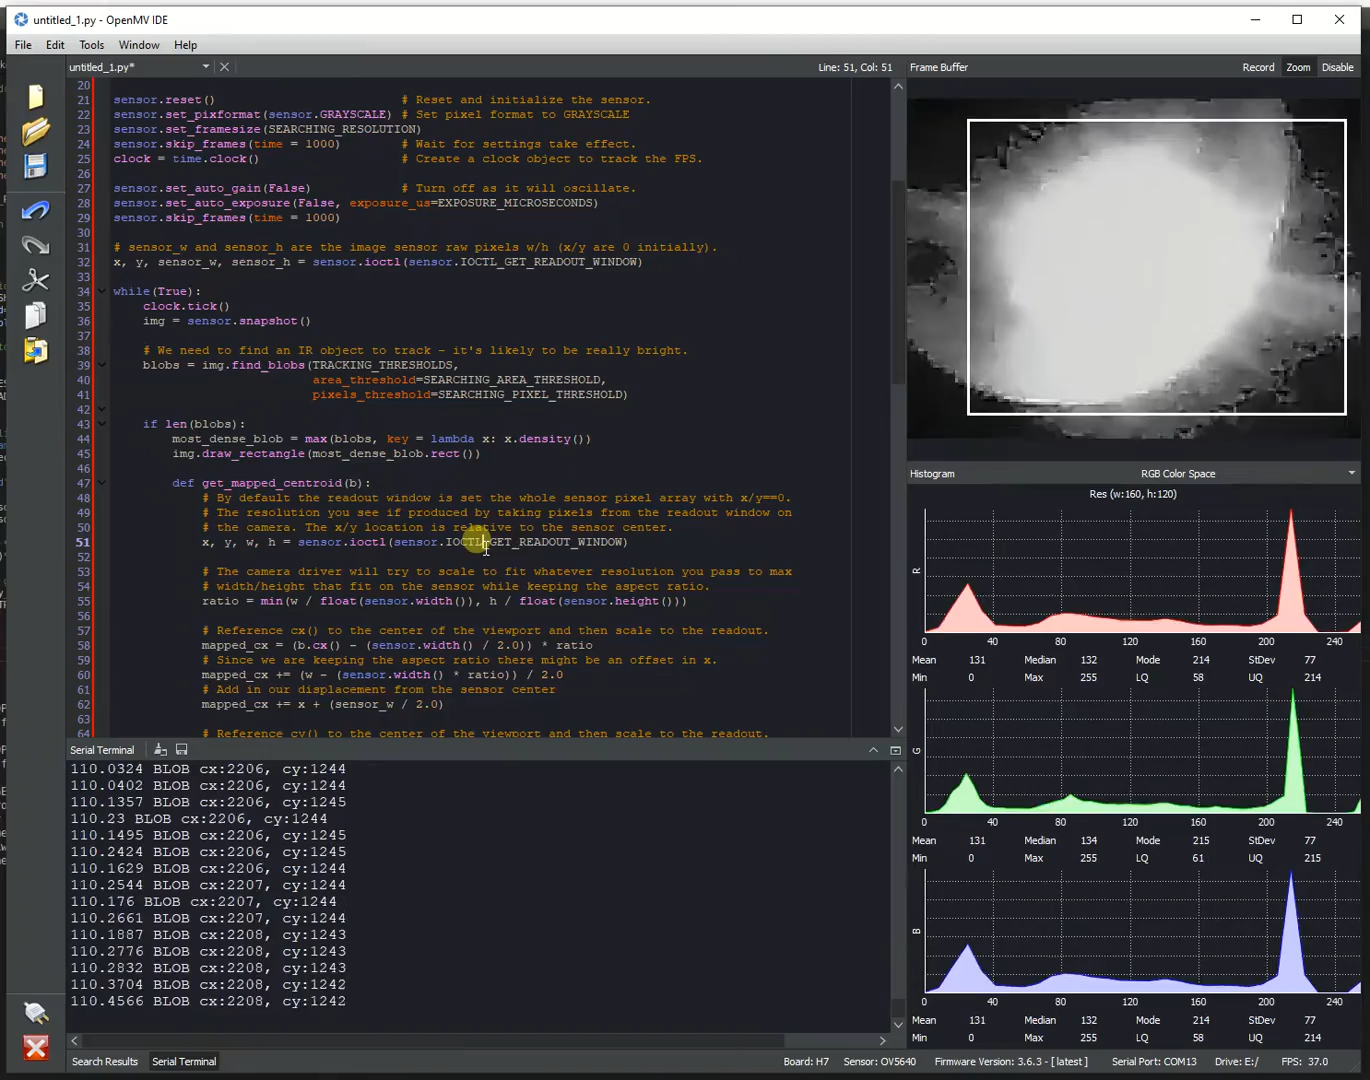 untitled_1.py - OpenMV IDE
File Edit Tools Window Help
untitled_1.py* Line: 51, Col: 51
20
21 sensor.reset() # Reset and initialize the sensor.
22 sensor.set_pixformat(sensor.GRAYSCALE) # Set pixel format to GRAYSCALE
23 sensor.set_framesize(SEARCHING_RESOLUTION)
24 sensor.skip_frames(time = 1000) # Wait for settings take effect.
25 clock = time.clock() # Create a clock object to track the FPS.
26
27 sensor.set_auto_gain(False) # Turn off as it will oscillate.
28 sensor.set_auto_exposure(False, exposure_us=EXPOSURE_MICROSECONDS)
29 sensor.skip_frames(time = 1000)
30
31 # sensor_w and sensor_h are the image sensor raw pixels w/h (x/y are 0 initially).
32 x, y, sensor_w, sensor_h = sensor.ioctl(sensor.IOCTL_GET_READOUT_WINDOW)
33
34 while(True):
35 clock.tick()
36 img = sensor.snapshot()
37
38 # We need to find an IR object to track - it's likely to be really bright.
39 blobs = img.find_blobs(TRACKING_THRESHOLDS,
40 area_threshold=SEARCHING_AREA_THRESHOLD,
41 pixels_threshold=SEARCHING_PIXEL_THRESHOLD)
42
43 if len(blobs):
44 most_dense_blob = max(blobs, key = lambda x: x.density())
45 img.draw_rectangle(most_dense_blob.rect())
46
47 def get_mapped_centroid(b):
48 # By default the readout window is set the whole sensor pixel array with x/y==0.
49 # The resolution you see if produced by taking pixels from the readout window on
50 # the camera. The x/y location is relative to the sensor center.
51 x, y, w, h = sensor.ioctl(sensor.IOCTL_GET_READOUT_WINDOW)
52
53 # The camera driver will try to scale to fit whatever resolution you pass to max
54 # width/height that fit on the sensor while keeping the aspect ratio.
55 ratio = min(w / float(sensor.width()), h / float(sensor.height()))
56
57 # Reference cx() to the center of the viewport and then scale to the readout.
58 mapped_cx = (b.cx() - (sensor.width() / 2.0)) * ratio
59 # Since we are keeping the aspect ratio there might be an offset in x.
60 mapped_cx += (w - (sensor.width() * ratio)) / 2.0
61 # Add in our displacement from the sensor center
62 mapped_cx += x + (sensor_w / 2.0)
63
64 # Reference cy() to the center of the viewport and then scale to the readout.
Serial Terminal
110.0324 BLOB cx:2206, cy:1244
110.0402 BLOB cx:2206, cy:1244
110.1357 BLOB cx:2206, cy:1245
110.23 BLOB cx:2206, cy:1244
110.1495 BLOB cx:2206, cy:1245
110.2424 BLOB cx:2206, cy:1245
110.1629 BLOB cx:2206, cy:1244
110.2544 BLOB cx:2207, cy:1244
110.176 BLOB cx:2207, cy:1244
110.2661 BLOB cx:2207, cy:1244
110.1887 BLOB cx:2208, cy:1243
110.2776 BLOB cx:2208, cy:1243
110.2832 BLOB cx:2208, cy:1243
110.3704 BLOB cx:2208, cy:1242
110.4566 BLOB cx:2208, cy:1242
Search Results Serial Terminal
Frame Buffer Record Zoom Disable
Histogram RGB Color Space
Res (w:160, h:120)
R
0 40 80 120 160 200 240
Mean 131 Median 132 Mode 214 StDev 77
Min 0 Max 255 LQ 58 UQ 214
G
0 40 80 120 160 200 240
Mean 131 Median 134 Mode 215 StDev 77
Min 0 Max 255 LQ 61 UQ 215
B
0 40 80 120 160 200 240
Mean 131 Median 132 Mode 214 StDev 77
Min 0 Max 255 LQ 58 UQ 214
Board: H7 Sensor: OV5640 Firmware Version: 3.6.3 - [ latest ] Serial Port: COM13 Drive: E:/ FPS: 37.0